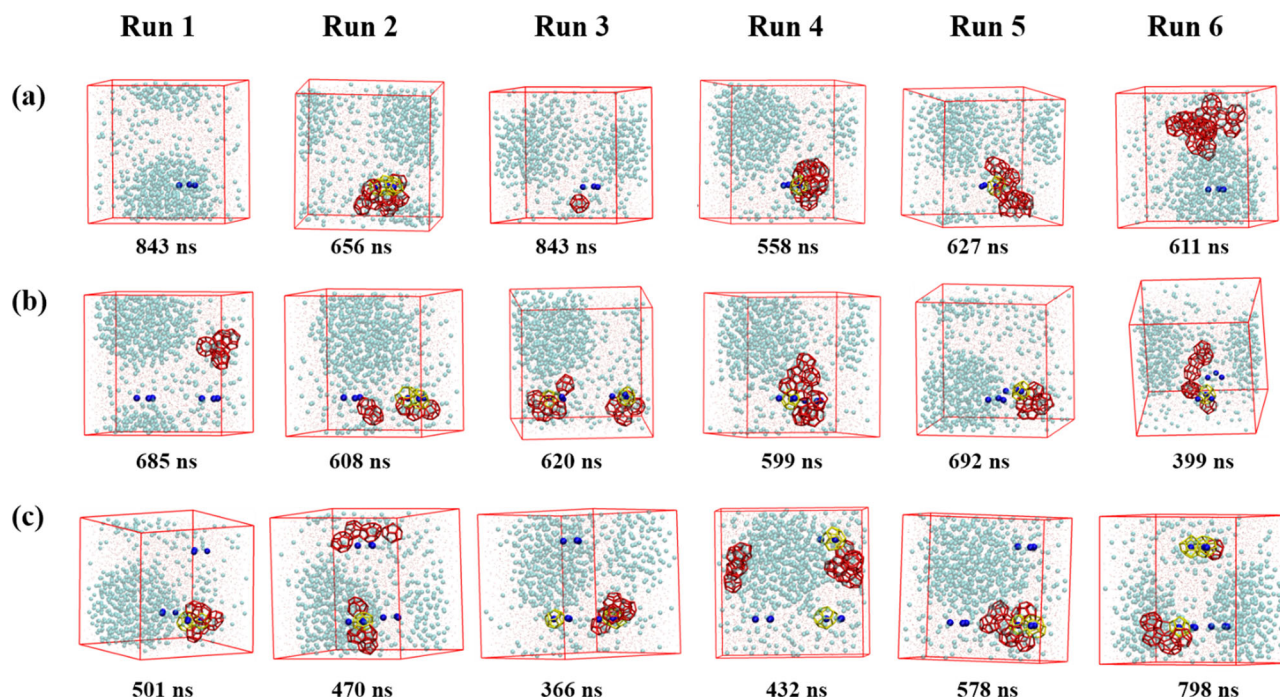 Run 1 Run 2 Run 3 Run 4 Run 5 Run 6
(a)
843 ns 656 ns 843 ns 558 ns 627 ns 611 ns
(b)
685 ns 608 ns 620 ns 599 ns 692 ns 399 ns
(c)
501 ns 470 ns 366 ns 432 ns 578 ns 798 ns